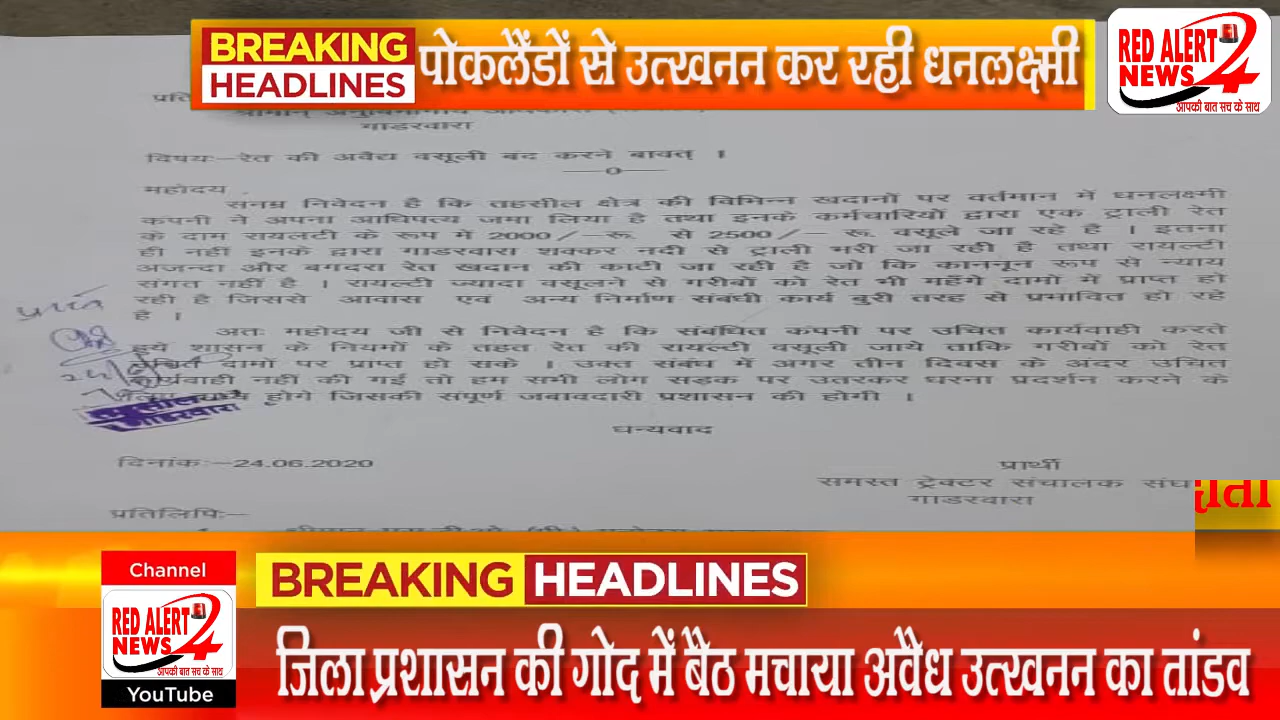 BREAKING
HEADLINES
पोकलैंडों से उत्खनन कर रही धनलक्ष्मी
RED ALERT
NEWS 24
आपकी बात सच के साथ
गाडरवारा
विषयः–रेत की अवैद्य वसूली बंद करने बावत् ।
—0—
महोदय
सनम्र निवेदन है कि तहसील क्षेत्र की विभिन्न खदानों पर वर्तमान में धनलक्ष्मी
कंपनी ने अपना आधिपत्य जमा लिया है तथा इनके कर्मचारियों द्वारा एक ट्राली रेत
के दाम रायलटी के रूप में 2000/–रू. से 2500/– रू. वसूले जा रहे है । इतना
ही नहीं इनके द्वारा गाडरवारा शक्कर नदी से ट्राली भरी जा रही है तथा रायल्टी
अजन्दा और बगदरा रेत खदान की काटी जा रही है जो कि कानूनन रूप से न्याय
संगत नहीं है । रायल्टी ज्यादा वसूलने से गरीबों को रेत भी महेंगे दामों में प्राप्त हो
रही है जिससे आवास एवं अन्य निर्माण संबंधी कार्य बुरी तरह से प्रभावित हो रहे
है ।
अतः महोदय जी से निवेदन है कि संबंधित कंपनी पर उचित कार्यवाही करते
हुये शासन के नियमों के तहत रेत की रायल्टी वसूली जाये ताकि गरीबों को रेत
उचित दामों पर प्राप्त हो सके । उक्त संबंध में अगर तीन दिवस के अंदर उचित
कार्यवाही नहीं की गई तो हम सभी लोग सड़क पर उतरकर धरना प्रदर्शन करने के
होंगे जिसकी संपूर्ण जबावदारी प्रशासन की होगी ।
धन्यवाद
दिनांकः–24.06.2020
प्रार्थी
समस्त ट्रेक्टर संचालक संघ
गाडरवारा
प्रतिलिपिः–
Channel
RED ALERT
NEWS 24
आपकी बात सच के साथ
YouTube
BREAKING HEADLINES
जिला प्रशासन की गोद में बैठ मचाया अवैध उत्खनन का तांडव